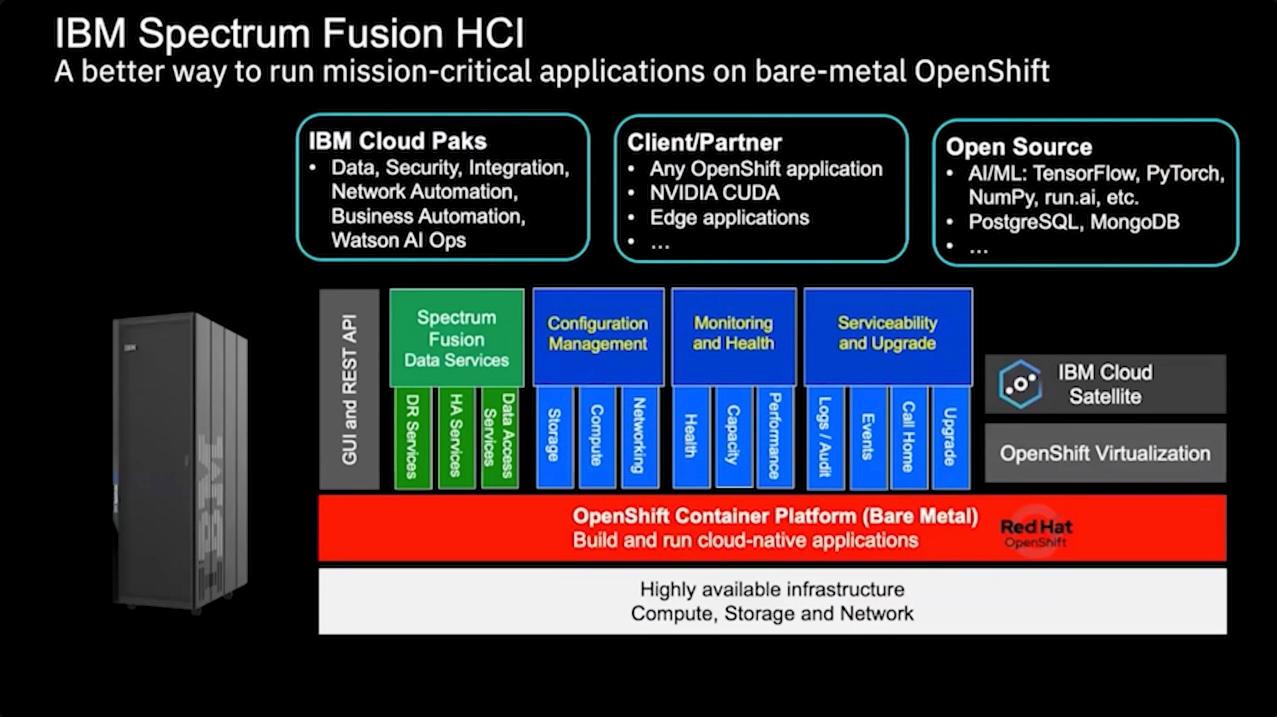 IBM Spectrum Fusion HCI
A better way to run mission-critical applications on bare-metal OpenShift
IBM Cloud Paks
• Data, Security, Integration,
Network Automation,
Business Automation,
Watson AI Ops
Client/Partner
• Any OpenShift application
• NVIDIA CUDA
• Edge applications
• ...
Open Source
• AI/ML: TensorFlow, PyTorch,
NumPy, run.ai, etc.
• PostgreSQL, MongoDB
• ...
IBM
IBM
GUI and REST API
Spectrum
Fusion
Data Services
DR Services
HA Services
Data Access
Services
Configuration
Management
Storage
Compute
Networking
Monitoring
and Health
Health
Capacity
Performance
Serviceability
and Upgrade
Logs / Audit
Events
Call Home
Upgrade
IBM Cloud
Satellite
OpenShift Virtualization
OpenShift Container Platform (Bare Metal)
Build and run cloud-native applications
Red Hat
OpenShift
Highly available infrastructure
Compute, Storage and Network